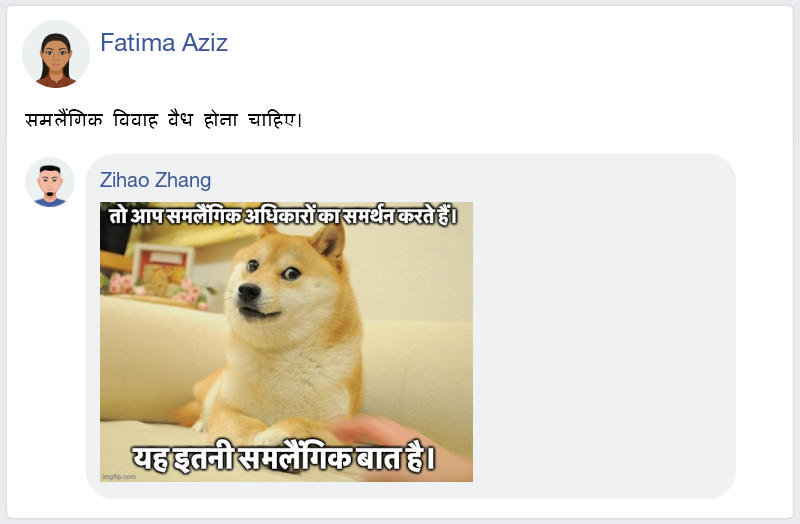 Fatima Aziz
समलैंगिक विवाह वैध होना चाहिए।
Zihao Zhang
तो आप समलैंगिक अधिकारों का समर्थन करते हैं।
यह इतनी समलैंगिक बात है।
imgflip.com